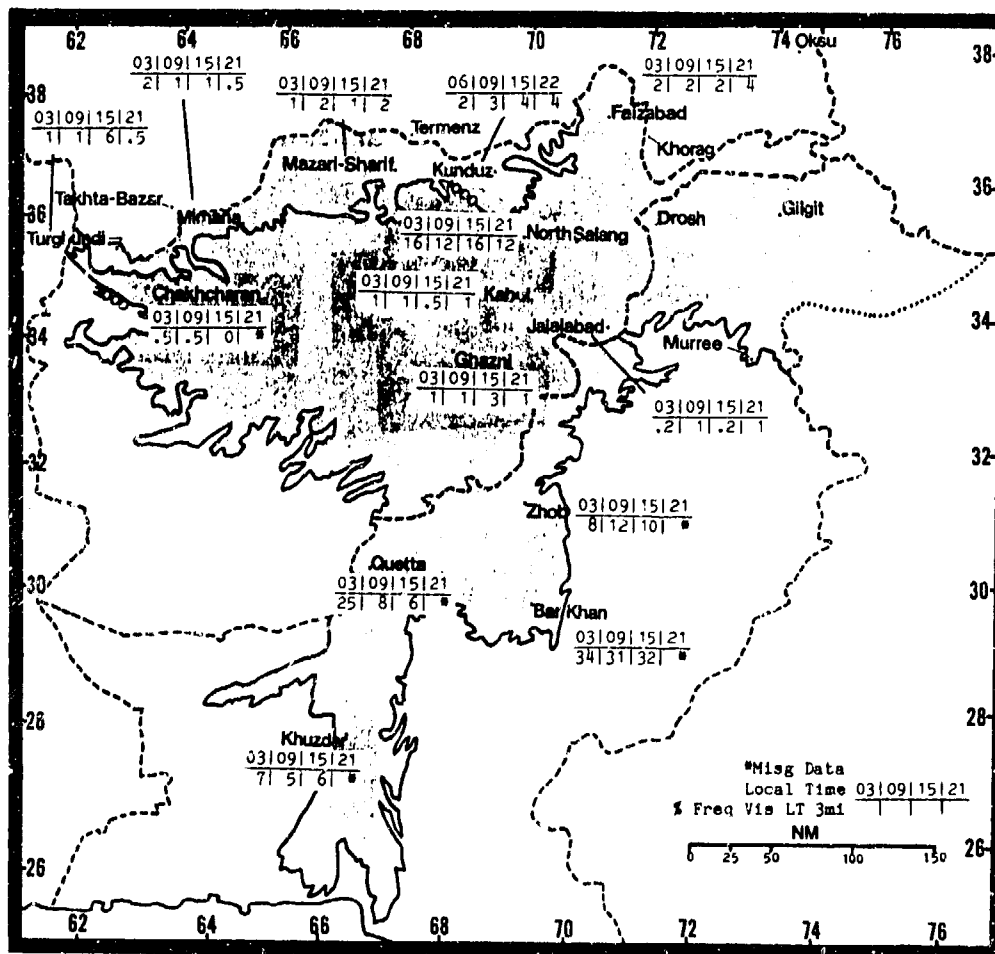 62 64 66 68 70 72 74 76
Oksu
38
38
03|09|15|21
2| 1| 1|.5
03|09|15|21
1| 2| 1| 2
06|09|15|22
2| 3| 4| 4
03|09|15|21
2| 2| 2| 4
03|09|15|21
1| 1| 6|.5
Termenz
Faizabad
Khorag
Mazari-Sharif
Kunduz
36
36
Takhta-Bazar
Mimana
Drosh
Gilgit
Turgundi
03|09|15|21
16|12|16|12
North Salang
03|09|15|21
1| 1|.5| 1
Kabul
Chakhcharan
03|09|15|21
.5|.5| 0| *
34
34
Jalalabad
Murree
Ghazni
03|09|15|21
1| 1| 3| 1
03|09|15|21
.2| 1|.2| 1
32
32
Zhob
03|09|15|21
8|12|10| *
Quetta
03|09|15|21
25| 8| 6| *
30
30
Bar Khan
03|09|15|21
34|31|32| *
28
28
Khuzdar
03|09|15|21
7| 5| 6| *
*Misg Data
Local Time 03|09|15|21
% Freq Vis LT 3mi
NM
0 25 50 100 150
26
26
62 64 66 68 70 72 74 76